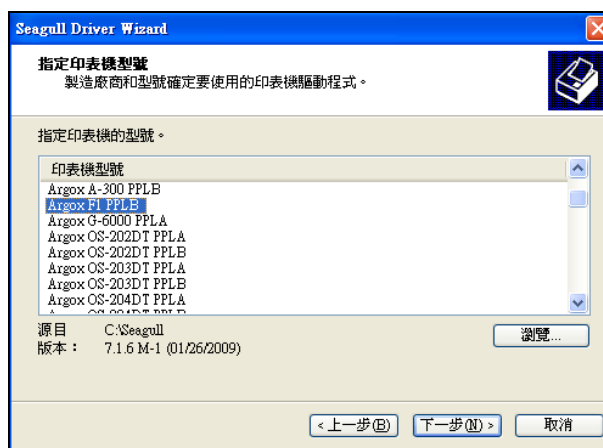 Seagull Driver Wizard
指定印表機型號
製造廠商和型號確定要使用的印表機驅動程式。
指定印表機的型號。
印表機型號
Argox A-300 PPLB
Argox F1 PPLB
Argox G-6000 PPLA
Argox OS-202DT PPLA
Argox OS-202DT PPLB
Argox OS-203DT PPLA
Argox OS-203DT PPLB
Argox OS-204DT PPLA
Argox OS-204DT PPLB
源目 C:\Seagull
瀏覽...
版本： 7.1.6 M-1 (01/26/2009)
<上一步(B) 下一步(N)> 取消